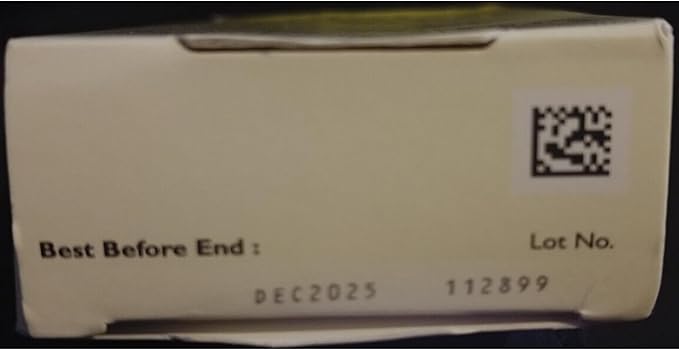 Best Before End : Lot No.
DEC2025 112899